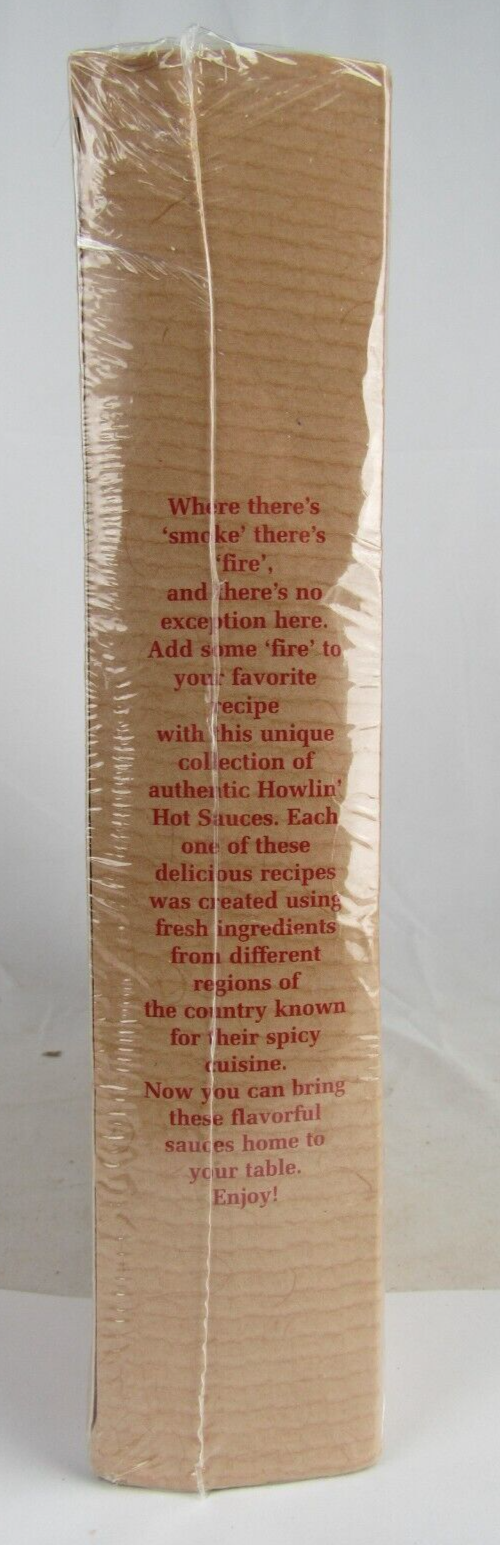 Where there's
‘smoke’ there's
‘fire’,
and there's no
exception here.
Add some ‘fire’ to
your favorite
recipe
with this unique
collection of
authentic Howlin'
Hot Sauces. Each
one of these
delicious recipes
was created using
fresh ingredients
from different
regions of
the country known
for their spicy
cuisine.
Now you can bring
these flavorful
sauces home to
your table.
Enjoy!